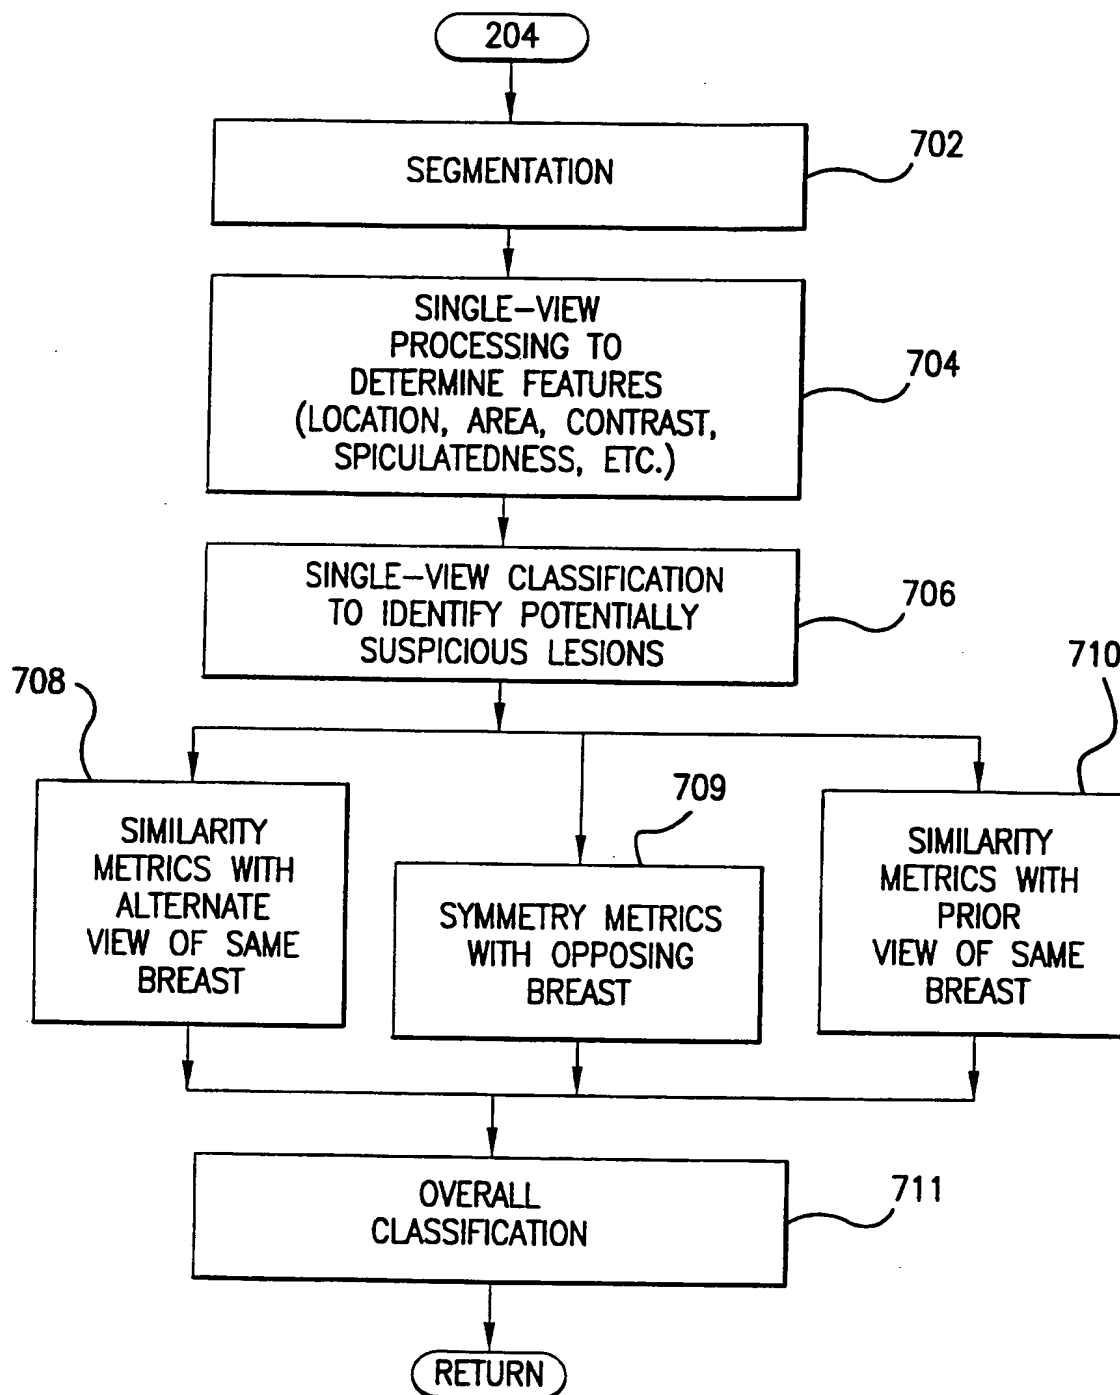 204
SEGMENTATION
702
SINGLE-VIEW
PROCESSING TO
DETERMINE FEATURES
(LOCATION, AREA, CONTRAST,
SPICULATEDNESS, ETC.)
704
SINGLE-VIEW CLASSIFICATION
TO IDENTIFY POTENTIALLY
SUSPICIOUS LESIONS
706
708
SIMILARITY
METRICS WITH
ALTERNATE
VIEW OF SAME
BREAST
709
SYMMETRY METRICS
WITH OPPOSING
BREAST
710
SIMILARITY
METRICS WITH
PRIOR
VIEW OF SAME
BREAST
OVERALL
CLASSIFICATION
711
RETURN